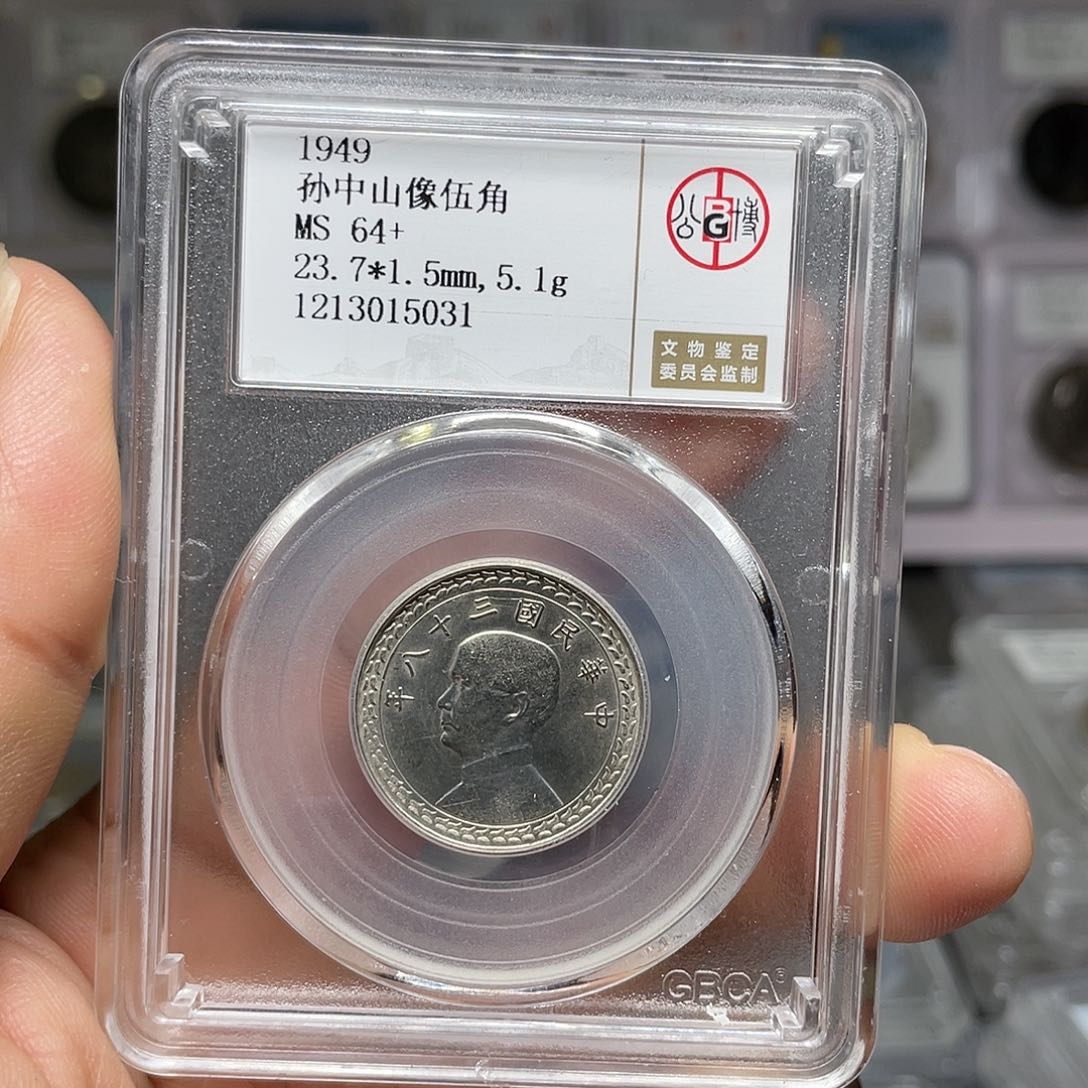 1949
孙中山像伍角
MS 64+
23.7*1.5mm,5.1g
1213015031
公 BG 博
文物鉴定
委员会监制
中華民國三十八年
GBCA®